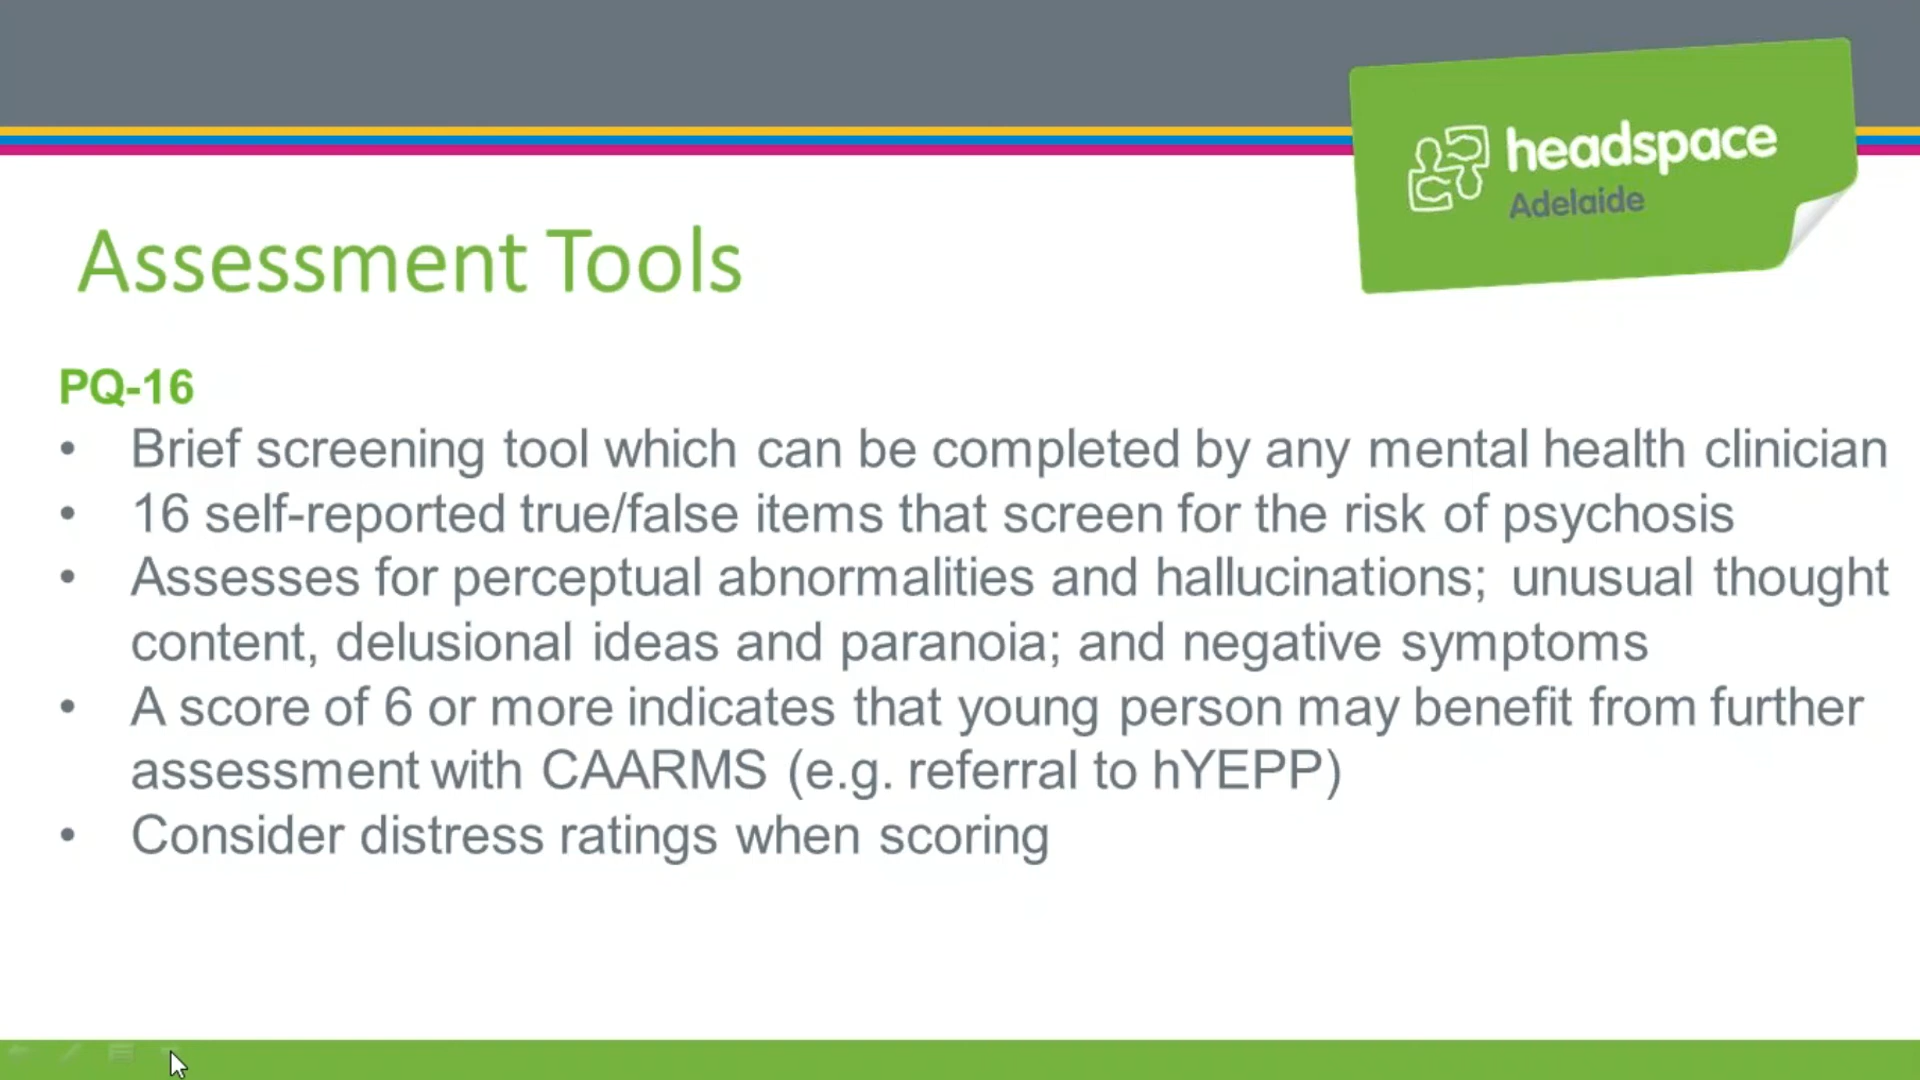 headspace
Adelaide
Assessment Tools
PQ-16
• Brief screening tool which can be completed by any mental health clinician
• 16 self-reported true/false items that screen for the risk of psychosis
• Assesses for perceptual abnormalities and hallucinations; unusual thought
content, delusional ideas and paranoia; and negative symptoms
• A score of 6 or more indicates that young person may benefit from further
assessment with CAARMS (e.g. referral to hYEPP)
• Consider distress ratings when scoring